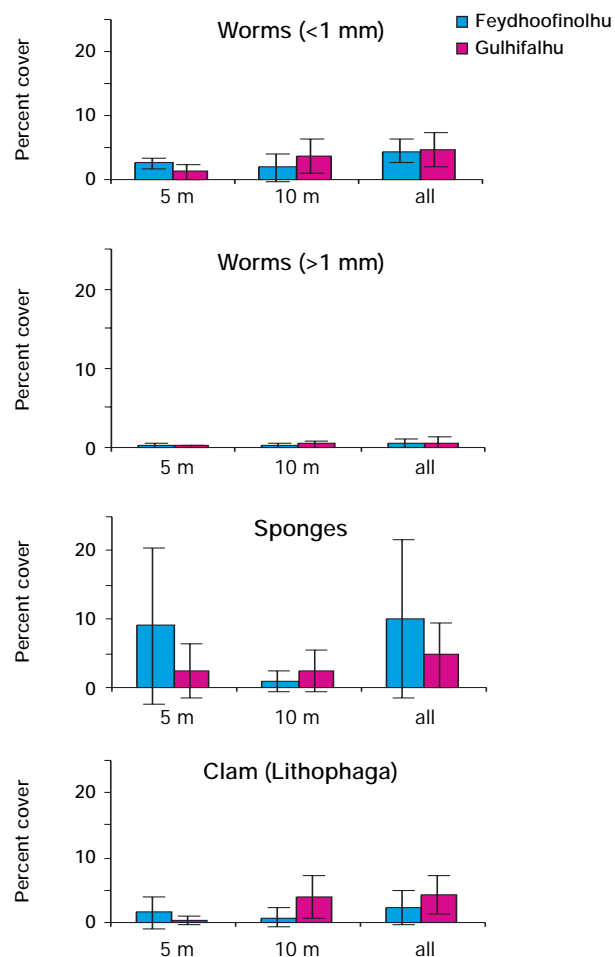 Worms (<1 mm)
Feydhoofinolhu
Gulhifalhu
Percent cover
20
10
0
5 m 10 m all
Worms (>1 mm)
Percent cover
20
10
0
5 m 10 m all
Sponges
Percent cover
20
10
0
5 m 10 m all
Clam (Lithophaga)
Percent cover
20
10
0
5 m 10 m all